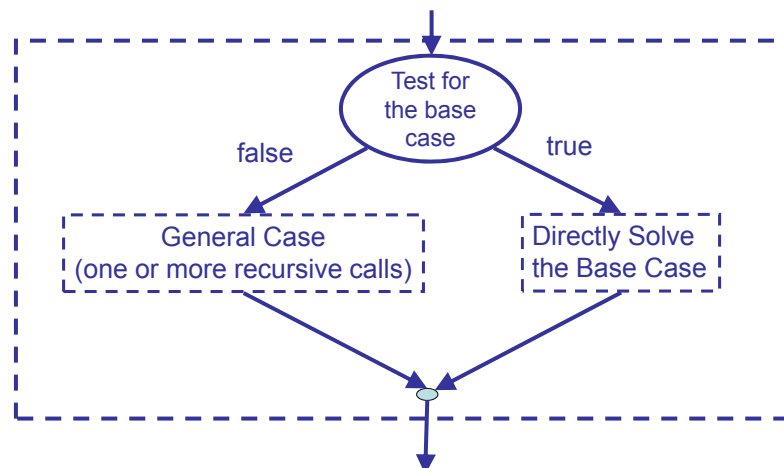 Test for
the base
case
false
true
General Case
(one or more recursive calls)
Directly Solve
the Base Case